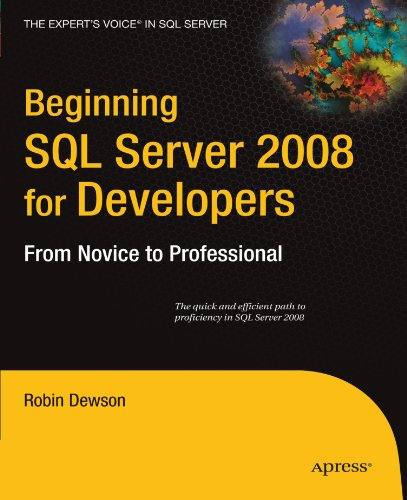 THE EXPERT'S VOICE® IN SQL SERVER
Beginning
SQL Server 2008
for Developers
From Novice to Professional
The quick and efficient path to
proficiency in SQL Server 2008
Robin Dewson
Apress®